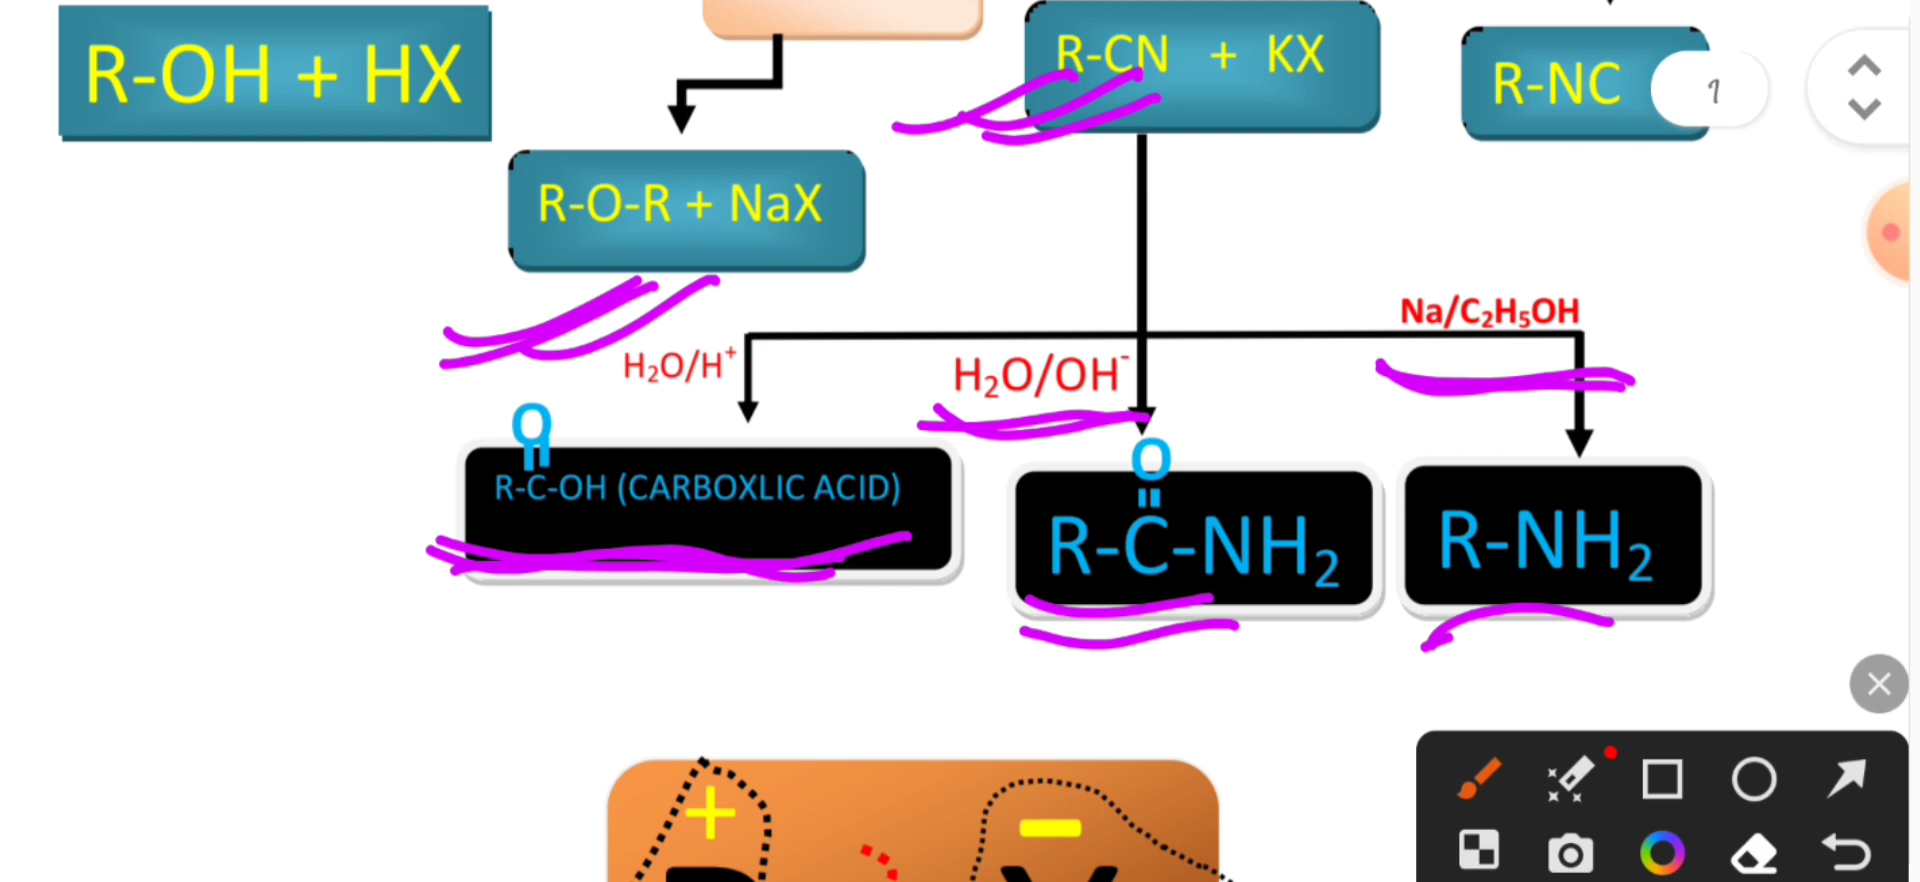 R-OH + HX
R-CN + KX
R-NC
R-O-R + NaX
Na/C₂H₅OH
H₂O/H⁺
H₂O/OH⁻
O
R-C-OH (CARBOXLIC ACID)
O
R-C-NH₂
R-NH₂
+
-